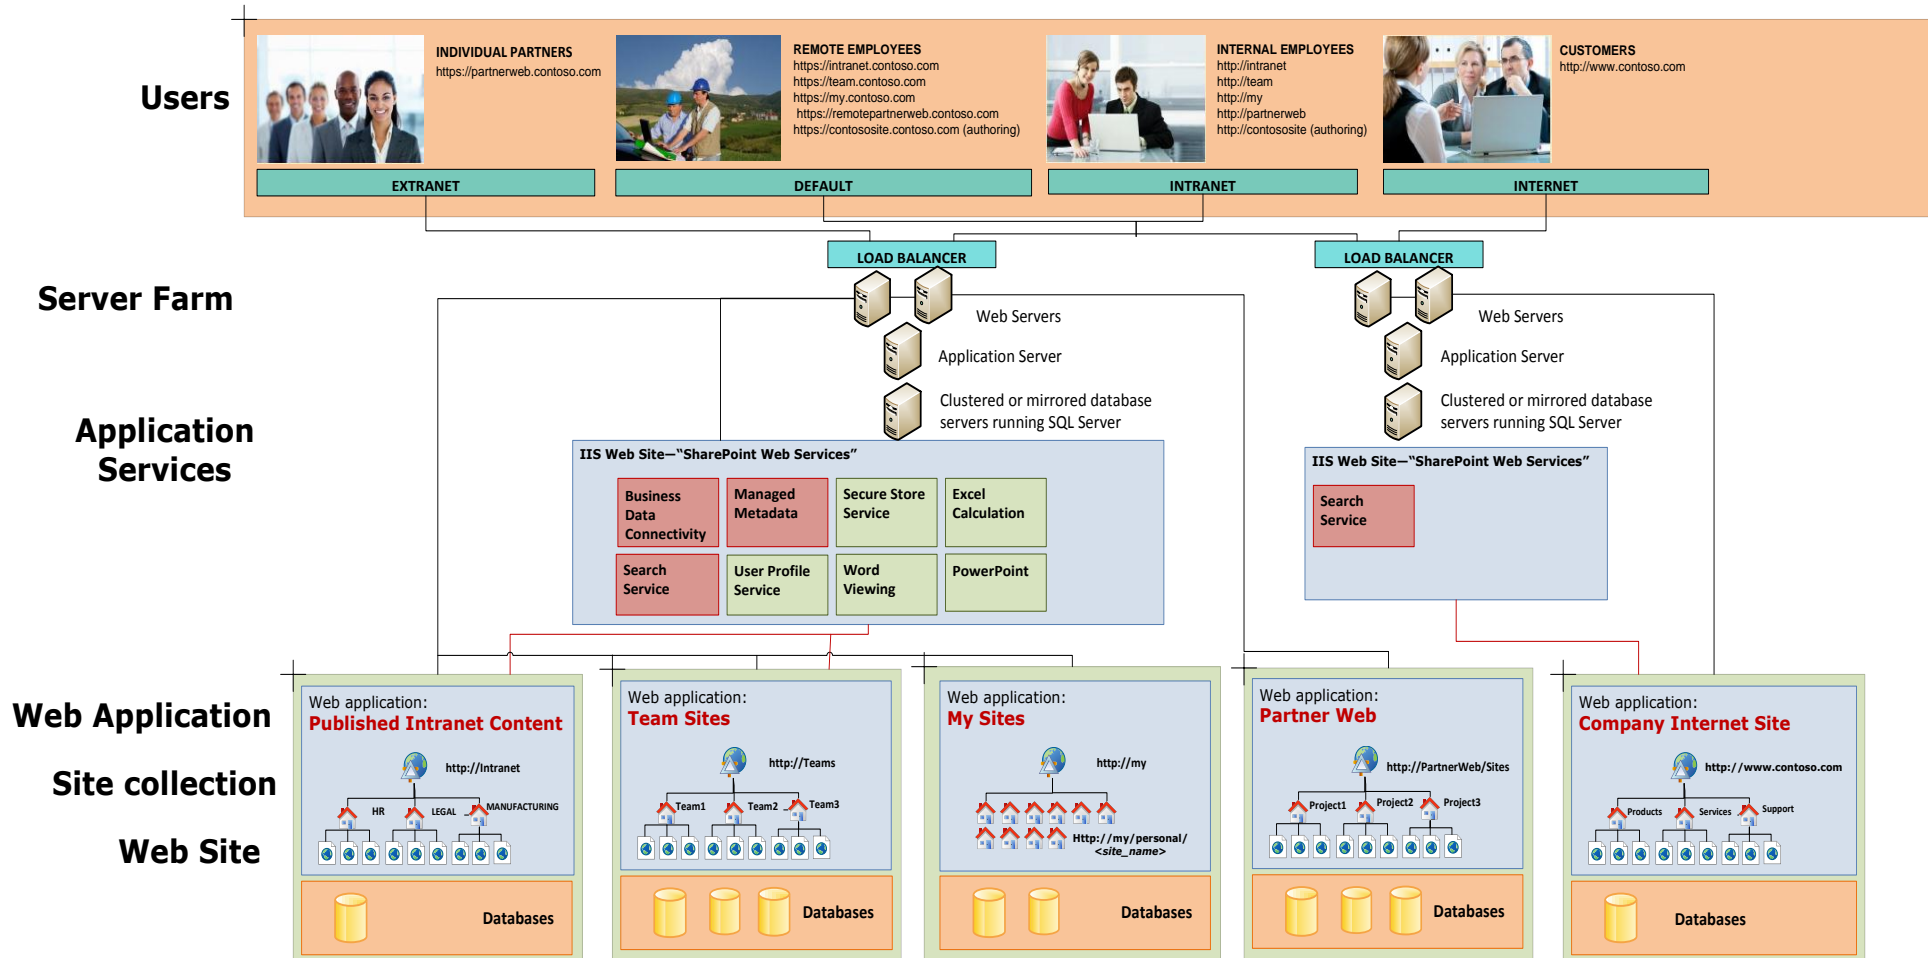 Users
INDIVIDUAL PARTNERS
https://partnerweb.contoso.com
REMOTE EMPLOYEES
https://intranet.contoso.com
https://team.contoso.com
https://my.contoso.com
https://remotepartnerweb.contoso.com
https://contososite.contoso.com (authoring)
INTERNAL EMPLOYEES
http://intranet
http://team
http://my
http://partnerweb
http://contososite (authoring)
CUSTOMERS
http://www.contoso.com
EXTRANET
DEFAULT
INTRANET
INTERNET
Server Farm
LOAD BALANCER
Web Servers
Application Server
Clustered or mirrored database
servers running SQL Server
LOAD BALANCER
Web Servers
Application Server
Clustered or mirrored database
servers running SQL Server
Application
Services
IIS Web Site—“SharePoint Web Services”
Business
Data
Connectivity
Managed
Metadata
Secure Store
Service
Excel
Calculation
Search
Service
User Profile
Service
Word
Viewing
PowerPoint
IIS Web Site—“SharePoint Web Services”
Search
Service
Web Application
Site collection
Web Site
Web application:
Published Intranet Content
http://Intranet
HR
LEGAL
MANUFACTURING
Databases
Web application:
Team Sites
http://Teams
Team1
Team2
Team3
Databases
Web application:
My Sites
http://my
Http://my/personal/
<site_name>
Databases
Web application:
Partner Web
http://PartnerWeb/Sites
Project1
Project2
Project3
Databases
Web application:
Company Internet Site
http://www.contoso.com
Products
Services
Support
Databases